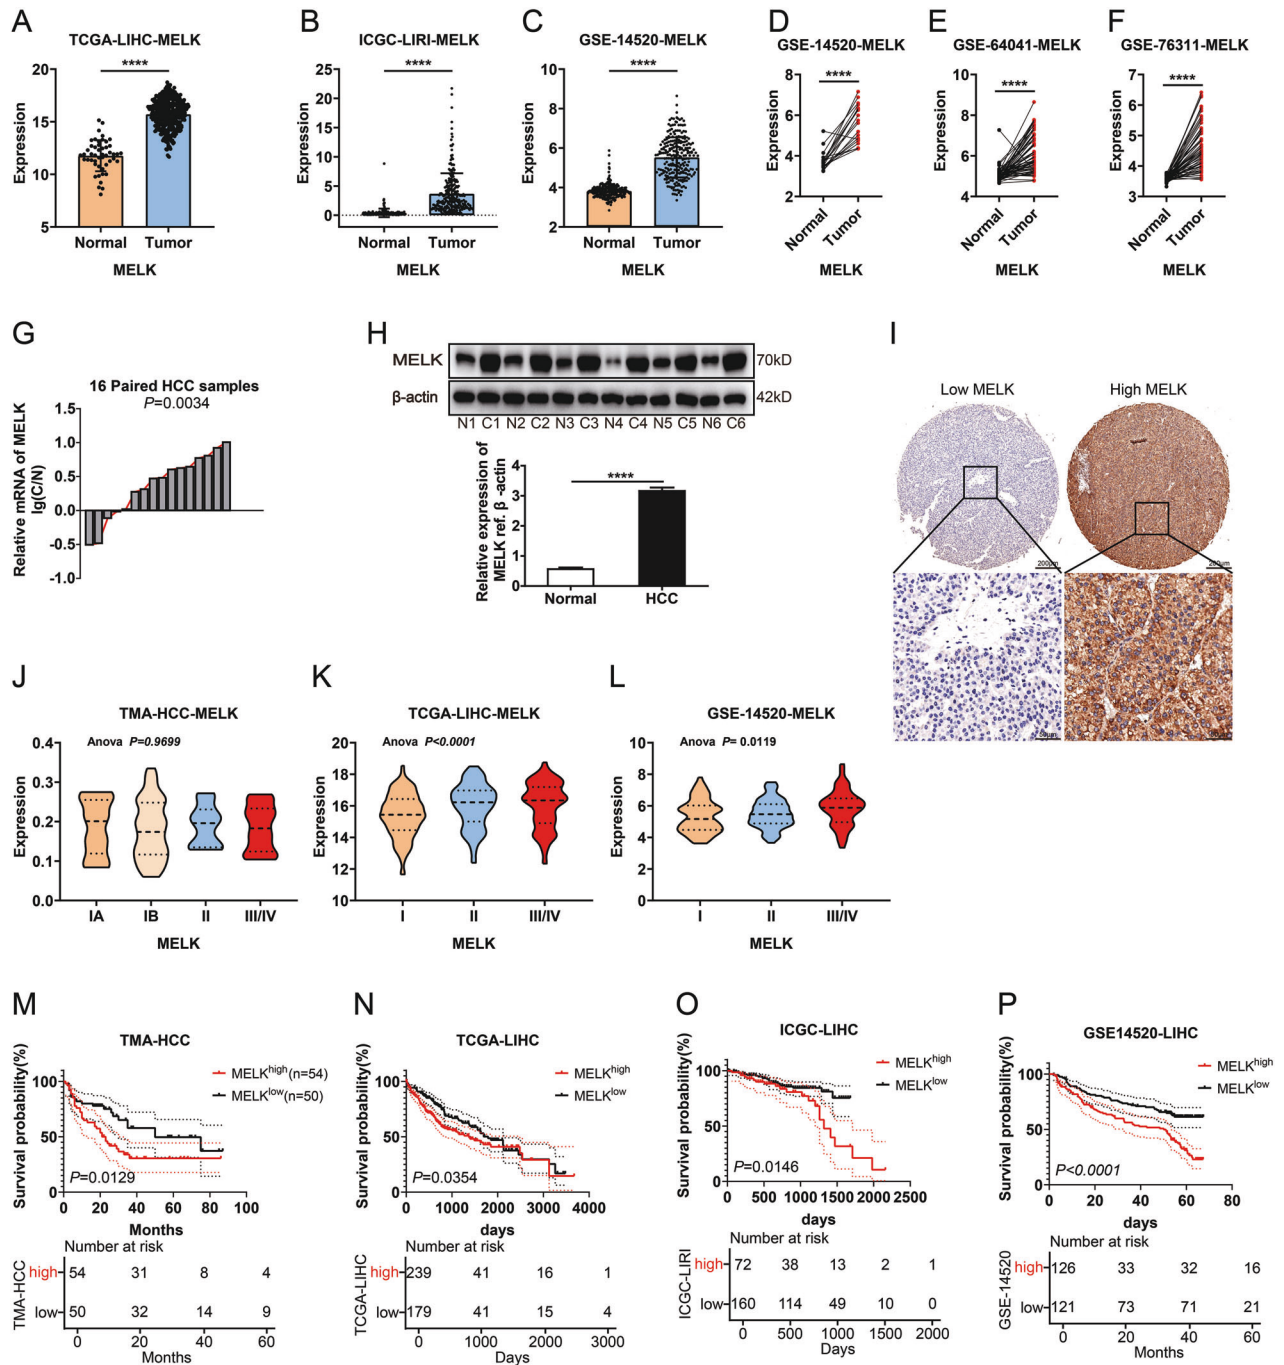 A
TCGA-LIHC-MELK
****
Expression
20
15
10
5
Normal
Tumor
MELK
B
ICGC-LIRI-MELK
****
Expression
25
20
15
10
5
0
Normal
Tumor
MELK
C
GSE-14520-MELK
****
Expression
10
8
6
4
2
Normal
Tumor
MELK
D
GSE-14520-MELK
****
Expression
8
6
4
2
Normal
Tumor
MELK
E
GSE-64041-MELK
****
Expression
10
8
6
4
Normal
Tumor
MELK
F
GSE-76311-MELK
****
Expression
7
6
5
4
3
Normal
Tumor
MELK
G
16 Paired HCC samples
P=0.0034
Relative mRNA of MELK
lg(C/N)
1.5
1.0
0.5
0.0
-0.5
-1.0
H
MELK
70kD
β-actin
42kD
N1 C1 N2 C2 N3 C3 N4 C4 N5 C5 N6 C6
Relative expression of
MELK ref. β -actin
****
4
3
2
1
0
Normal
HCC
I
Low MELK
High MELK
200μm
200μm
50μm
J
TMA-HCC-MELK
Anova P=0.9699
Expression
0.4
0.3
0.2
0.1
0.0
IA
IB
II
III/IV
MELK
K
TCGA-LIHC-MELK
Anova P<0.0001
Expression
20
18
16
14
12
10
I
II
III/IV
MELK
L
GSE-14520-MELK
Anova P= 0.0119
Expression
10
8
6
4
2
0
I
II
III/IV
MELK
M
TMA-HCC
Survival probability(%)
MELKhigh(n=54)
MELKlow(n=50)
100
50
0
P=0.0129
0 20 40 60 80 100
Months
Number at risk
TMA-HCC
high 54 31 8 4
low 50 32 14 9
0 20 40 60
Months
N
TCGA-LIHC
Survival probability(%)
MELKhigh
MELKlow
100
50
0
P=0.0354
0 1000 2000 3000 4000
days
Number at risk
TCGA-LIHC
high 239 41 16 1
low 179 41 15 4
0 1000 2000 3000
Days
O
ICGC-LIHC
Survival probability(%)
MELKhigh
MELKlow
100
50
0
P=0.0146
0 500 1000 1500 2000 2500
days
Number at risk
ICGC-LIRI
high 72 38 13 2 1
low 160 114 49 10 0
0 500 1000 1500 2000
Days
P
GSE14520-LIHC
Survival probability(%)
MELKhigh
MELKlow
100
50
0
P<0.0001
0 20 40 60 80
days
Number at risk
GSE-14520
high 126 33 32 16
low 121 73 71 21
0 20 40 60
Months